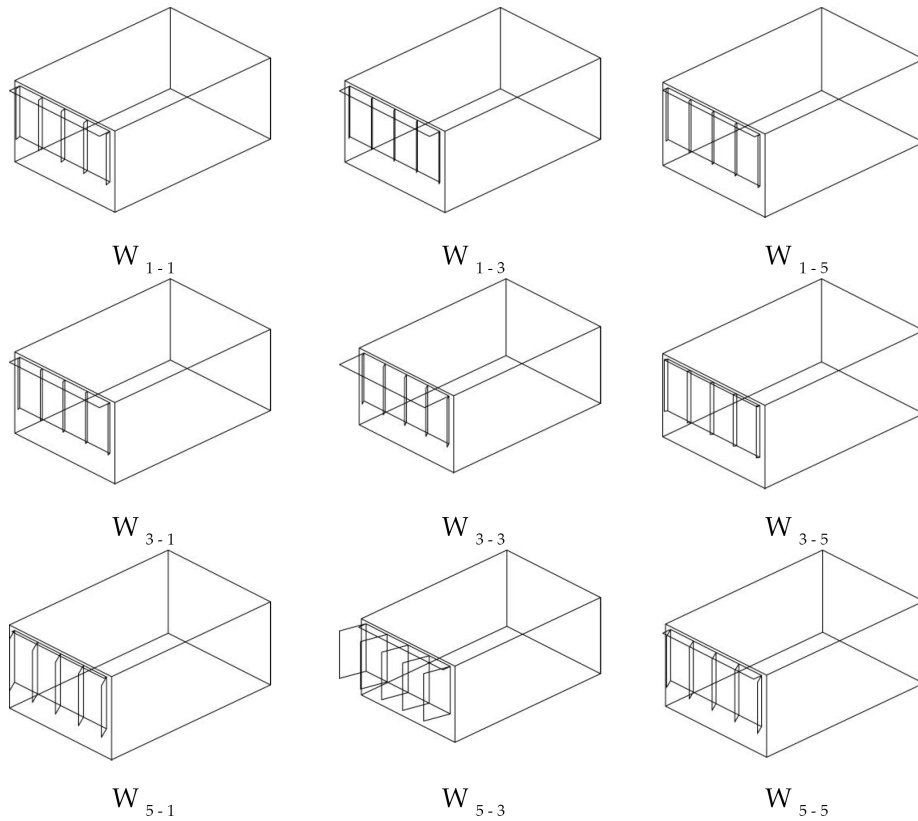 W 1 - 1
W 1 - 3
W 1 - 5
W 3 - 1
W 3 - 3
W 3 - 5
W 5 - 1
W 5 - 3
W 5 - 5